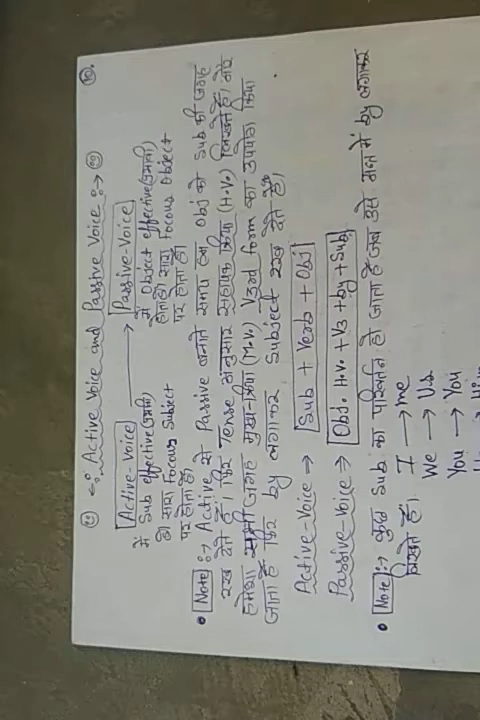 Active Voice and Passive Voice :→ 10.
Active-Voice → Passive-Voice
में Sub effective(प्रभावी) में Object effective(प्रभावी)
हो सारा Focus Subject होता है। सारा Focus Object
पर होता है। पर होता है।
• Note :→ Active से Passive बनाते समय हम Obj को Sub की जगह
रख देते हैं। फिर Tense अनुसार सहायक क्रिया (H.V.) लिखते हैं।
हमेशा जगह मुख्य-क्रिया (M.V.) V3rd form का उपयोग किया
जाता है फिर by लगाकर Subject रख देते हैं।
Active-Voice → Sub + Verb + Obj
Passive-Voice → Obj. H.V. + V3 + by + Sub
• Note :→ कुछ Sub का परिवर्तन हो जाता है जब उसे में by लगाकर
लिखते हैं। I → me
We → Us
You → You